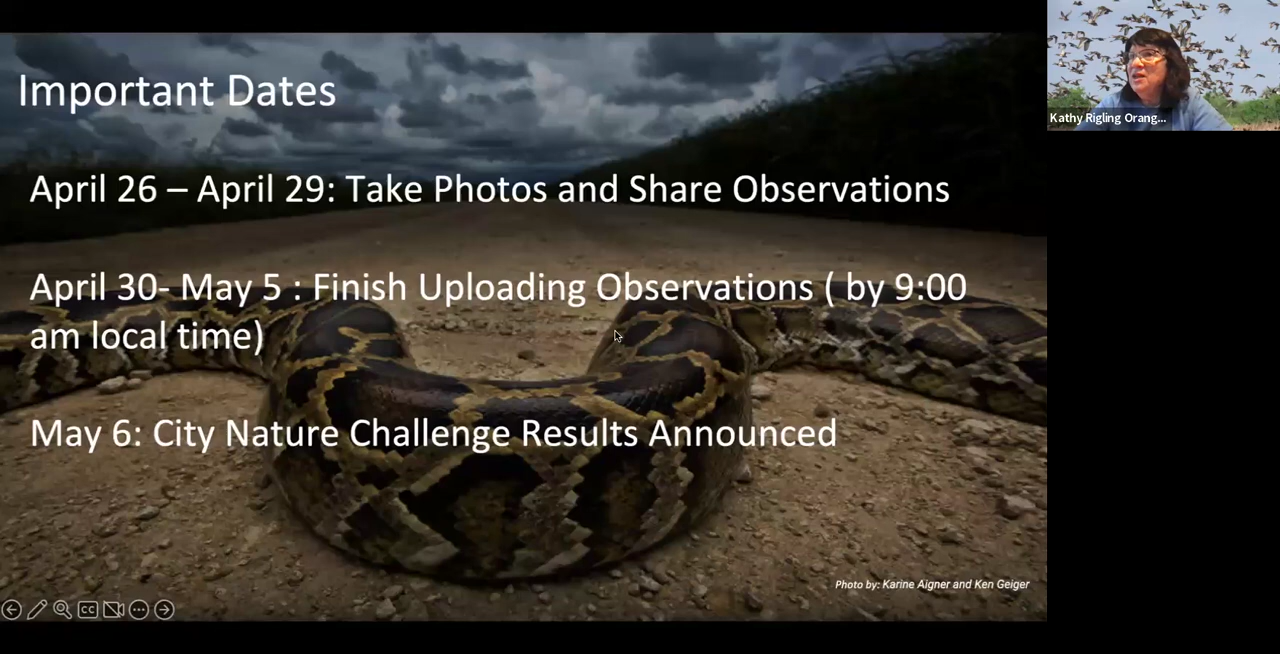 Important Dates
April 26 – April 29: Take Photos and Share Observations
April 30- May 5 : Finish Uploading Observations ( by 9:00
am local time)
May 6: City Nature Challenge Results Announced
Photo by: Karine Aigner and Ken Geiger
CC
Kathy Rigling Orang...